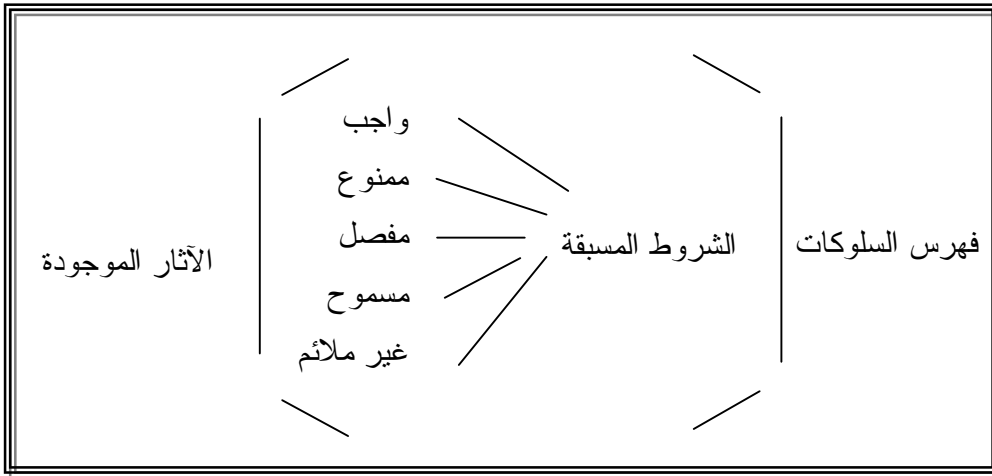 واجب
ممنوع
مفصل
مسموح
غير ملائم
فهرس السلوكات
الشروط المسبقة
الآثار الموجودة